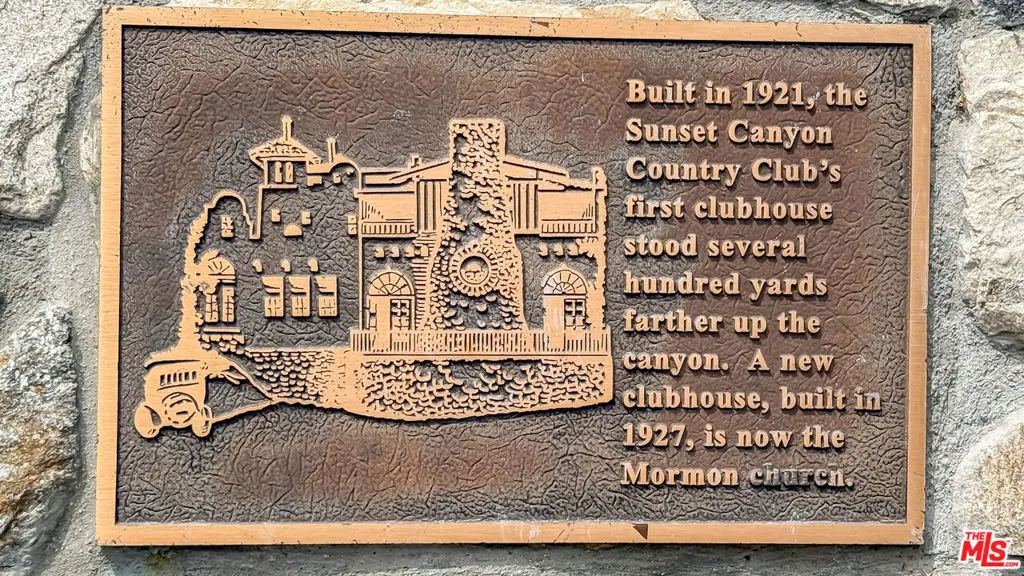 Built in 1921, the
Sunset Canyon
Country Club's
first clubhouse
stood several
hundred yards
farther up the
canyon. A new
clubhouse, built in
1927, is now the
Mormon church.
THE
MLS
.COM